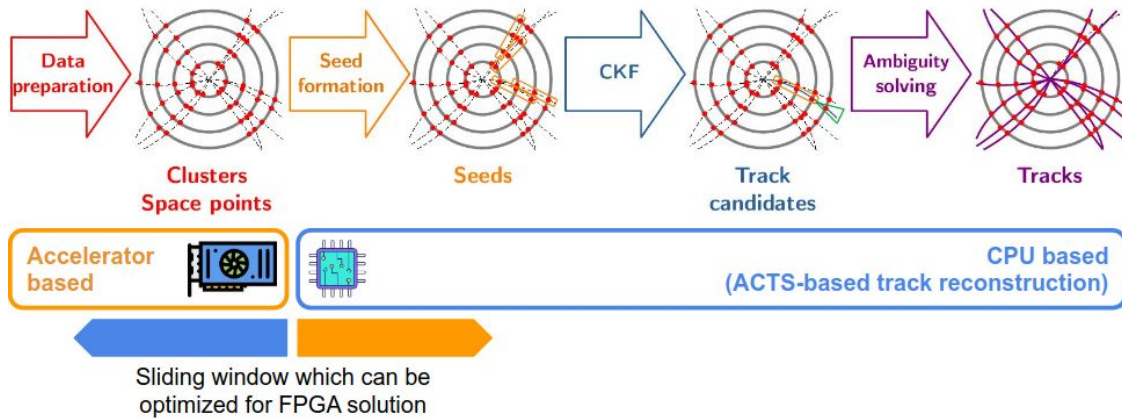 Data
preparation
Seed
formation
CKF
Ambiguity
solving
Clusters
Space points
Seeds
Track
candidates
Tracks
Accelerator
based
CPU based
(ACTS-based track reconstruction)
Sliding window which can be
optimized for FPGA solution